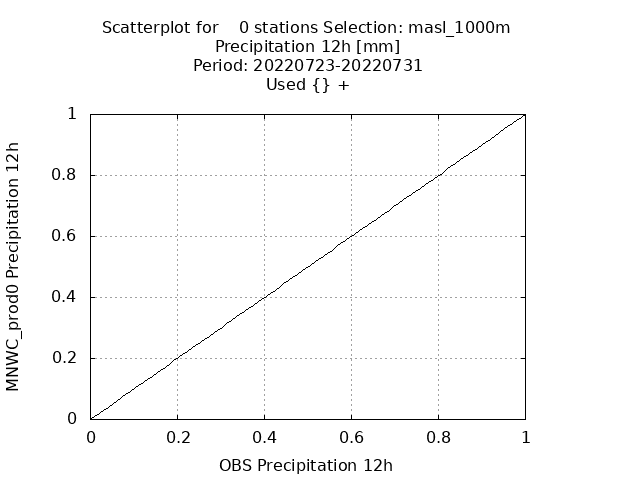 Scatterplot for    0 stations Selection: masl_1000m
Precipitation 12h [mm]
Period: 20220723-20220731
Used {} +
1
0.8
0.6
0.4
0.2
0
0 0.2 0.4 0.6 0.8 1
MNWC_prod0 Precipitation 12h
OBS Precipitation 12h